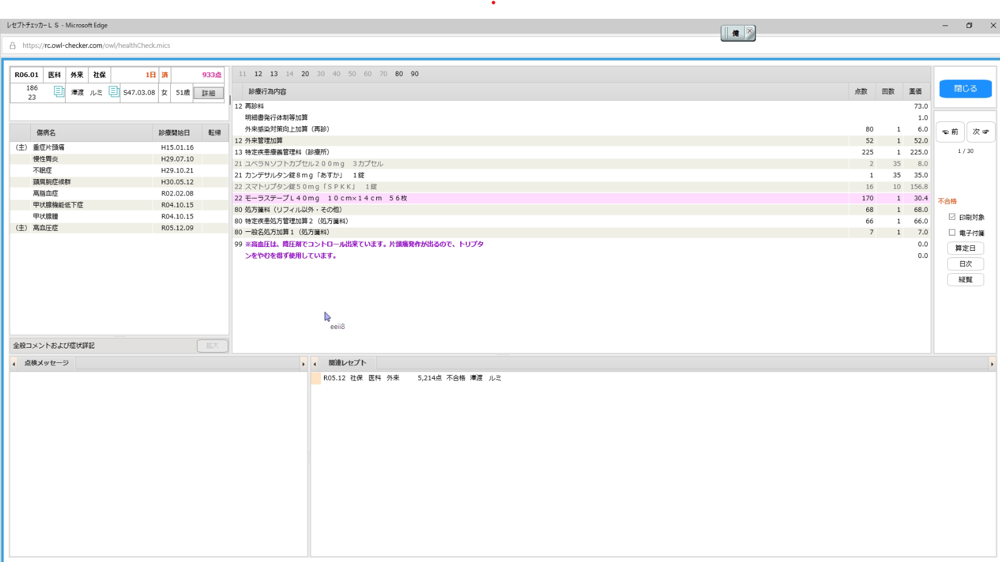 レセプトチェッカーＬＳ - Microsoft Edge
健
https://rc.owl-checker.com/owl/healthCheck.mics
R06.01 医科 外来 社保 1日 済 933点
186
23
澤渡 ルミ S47.03.08 女 51歳 詳細
傷病名 診療開始日 転帰
（主） 重症片頭痛 H15.01.16
慢性胃炎 H29.07.10
不眠症 H29.10.21
頚肩腕症候群 H30.05.12
高脂血症 R02.02.08
甲状腺機能低下症 R04.10.15
甲状腺腫 R04.10.15
（主） 高血圧症 R05.12.09
全般コメントおよび症状詳記 拡大
11 12 13 14 20 30 40 50 60 70 80 90
診療行為内容 点数 回数 薬価
12 再診料 73.0
明細書発行体制等加算 1.0
外来感染対策向上加算（再診） 80 1 6.0
12 外来管理加算 52 1 52.0
13 特定疾患療養管理料（診療所） 225 1 225.0
21 ユベラＮソフトカプセル２００ｍｇ　３カプセル 2 35 8.0
21 カンデサルタン錠８ｍｇ「あすか」　１錠 1 35 35.0
22 スマトリプタン錠５０ｍｇ「ＳＰＫＫ」　１錠 16 10 156.8
22 モーラステープＬ４０ｍｇ　１０ｃｍ×１４ｃｍ　５６枚 170 1 30.4
80 処方箋料（リフィル以外・その他） 68 1 68.0
80 特定疾患処方管理加算２（処方箋料） 66 1 66.0
80 一般名処方加算１（処方箋料） 7 1 7.0
99 ※高血圧は、降圧剤でコントロール出来ています。片頭痛発作が出るので、トリプタ 0.0
ンをやむを得ず使用しています。 0.0
eeii8
閉じる
前 次
1 / 30
不合格
印刷対象
電子付箋
算定日
日次
縦覧
点検メッセージ
関連レセプト
R05.12 社保 医科 外来 5,214点 不合格 澤渡 ルミ